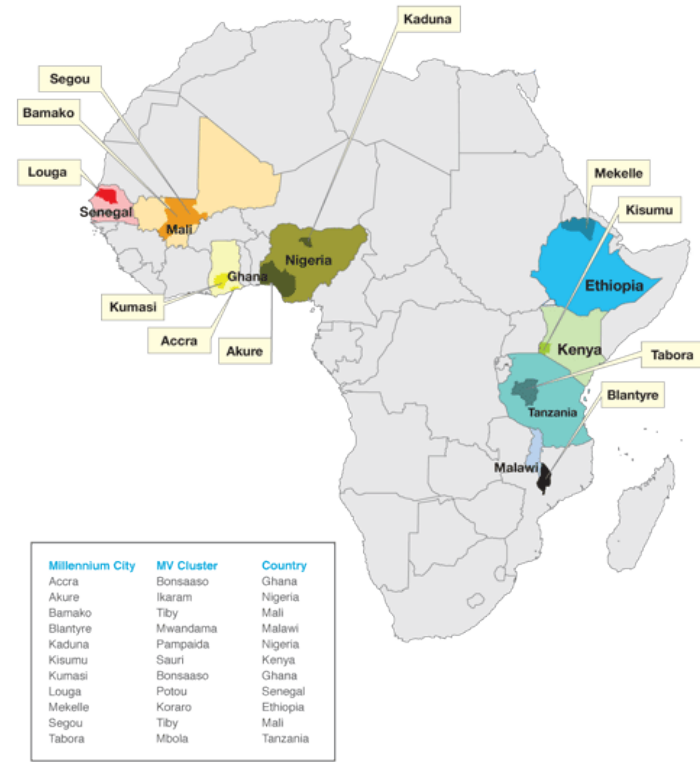 Kaduna
Segou
Bamako
Louga
Mekelle
Kisumu
Senegal
Mali
Nigeria
Ghana
Ethiopia
Kumasi
Accra
Akure
Kenya
Tabora
Blantyre
Tanzania
Malawi
Millennium City MV Cluster Country
Accra Bonsaaso Ghana
Akure Ikaram Nigeria
Bamako Tiby Mali
Blantyre Mwandama Malawi
Kaduna Pampaida Nigeria
Kisumu Sauri Kenya
Kumasi Bonsaaso Ghana
Louga Potou Senegal
Mekelle Koraro Ethiopia
Segou Tiby Mali
Tabora Mbola Tanzania